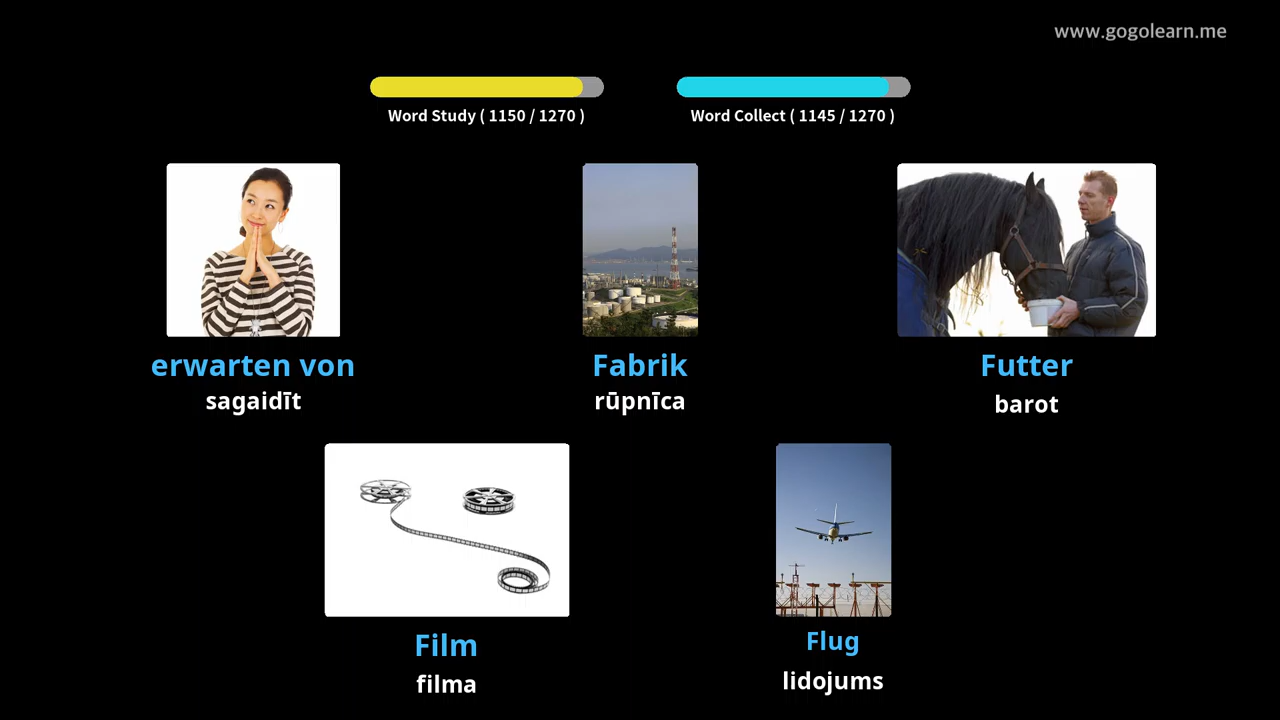 www.gogolearn.me
Word Study ( 1150 / 1270 )
Word Collect ( 1145 / 1270 )
erwarten von
sagaidīt
Fabrik
rūpnīca
Futter
barot
Film
filma
Flug
lidojums